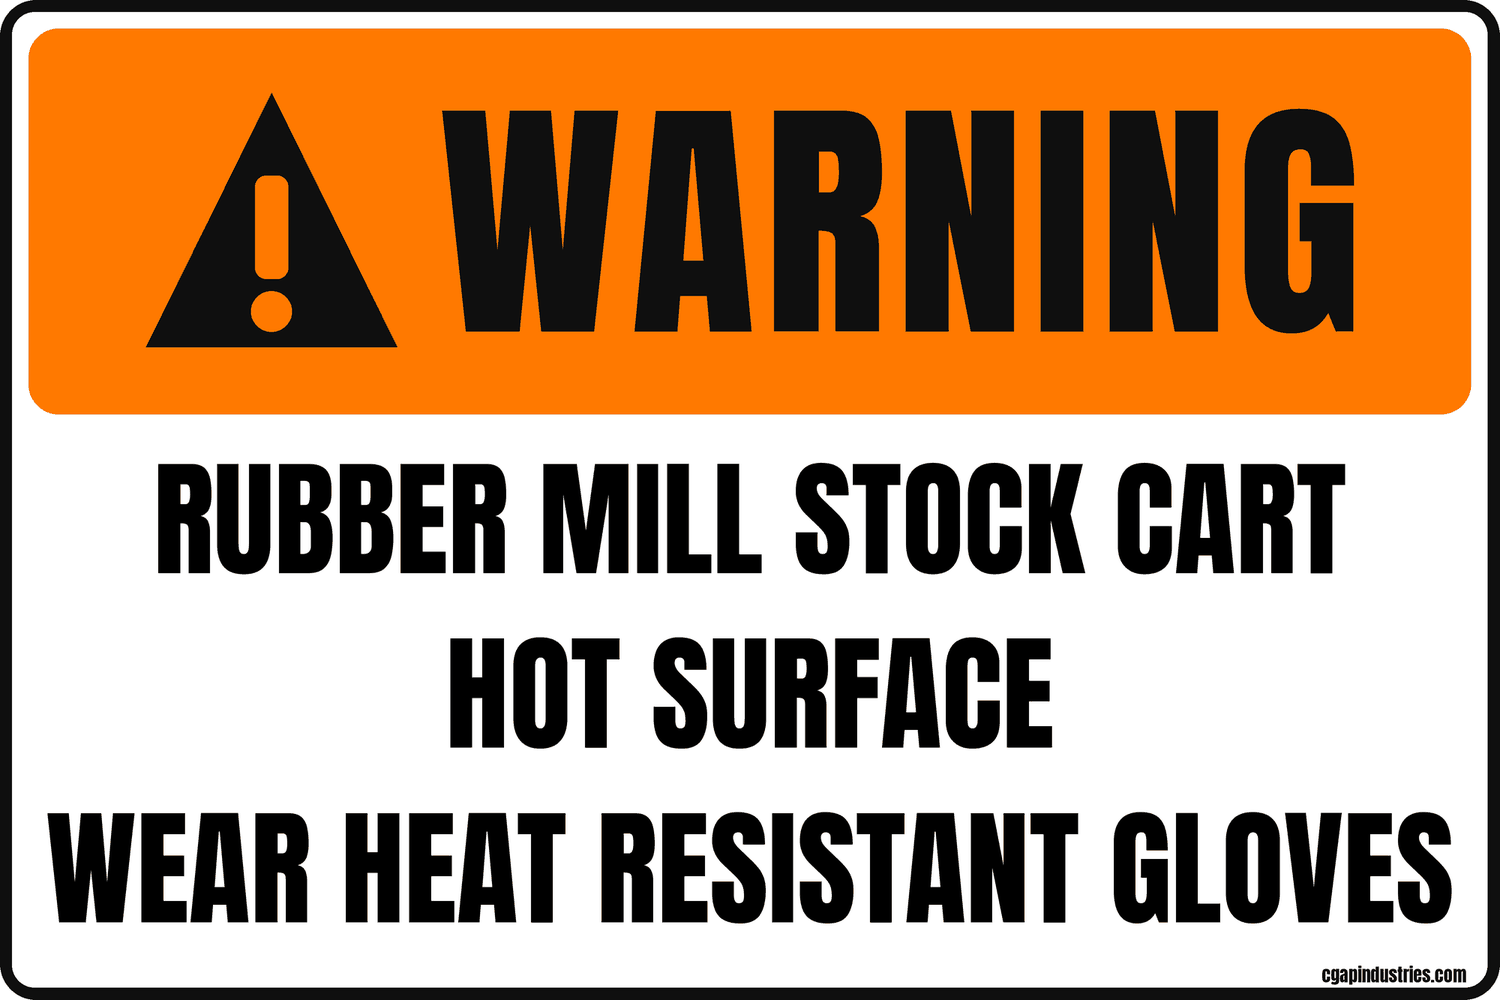 WARNING
RUBBER MILL STOCK CART
HOT SURFACE
WEAR HEAT RESISTANT GLOVES
cgapindustries.com